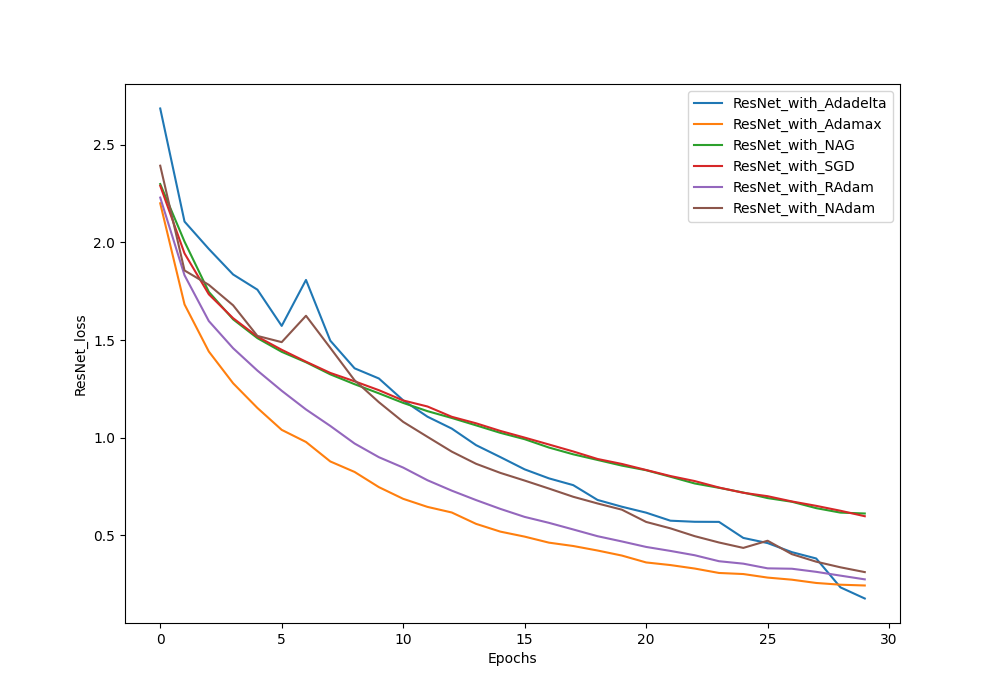 ResNet_with_Adadelta
ResNet_with_Adamax
ResNet_with_NAG
ResNet_with_SGD
ResNet_with_RAdam
ResNet_with_NAdam
2.5
2.0
1.5
1.0
0.5
ResNet_loss
0 5 10 15 20 25 30
Epochs